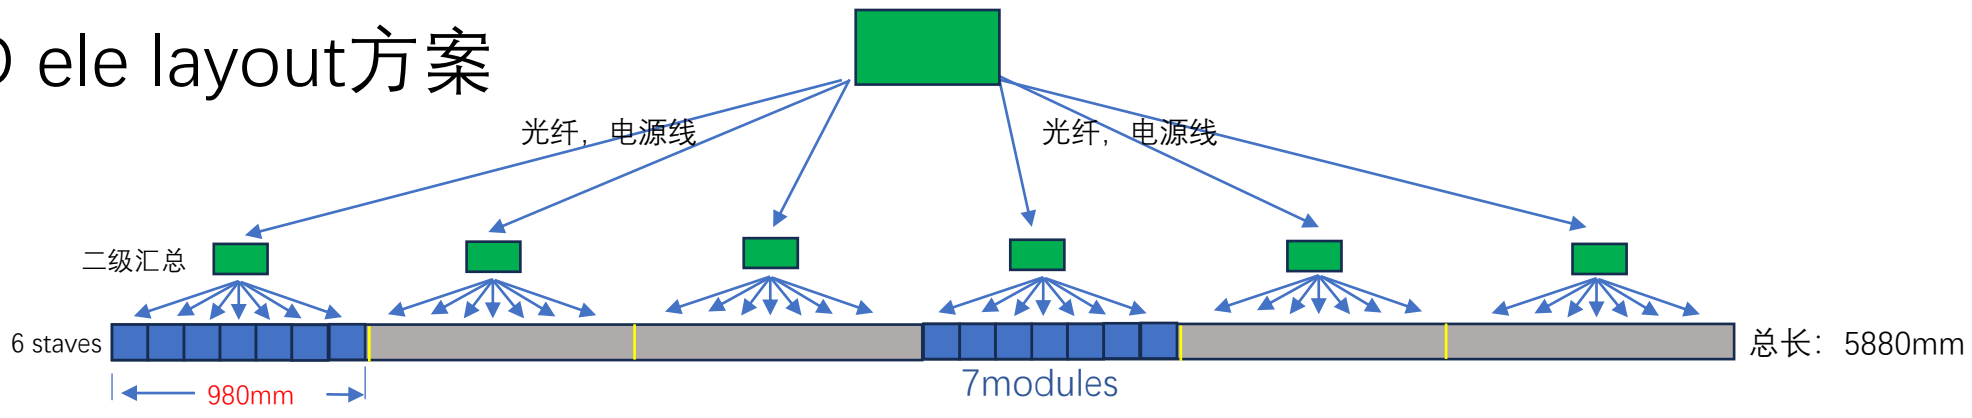 ele layout方案
光纤，电源线
光纤，电源线
二级汇总
6 staves
总长：5880mm
980mm
7modules